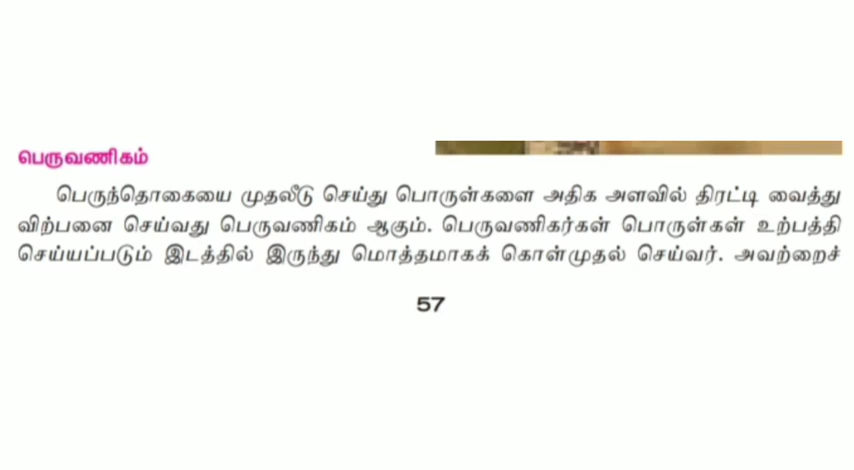 பெருவணிகம்
பெருந்தொகையை முதலீடு செய்து பொருள்களை அதிக அளவில் திரட்டி வைத்து
விற்பனை செய்வது பெருவணிகம் ஆகும். பெருவணிகர்கள் பொருள்கள் உற்பத்தி
செய்யப்படும் இடத்தில் இருந்து மொத்தமாகக் கொள்முதல் செய்வர். அவற்றைச்
57